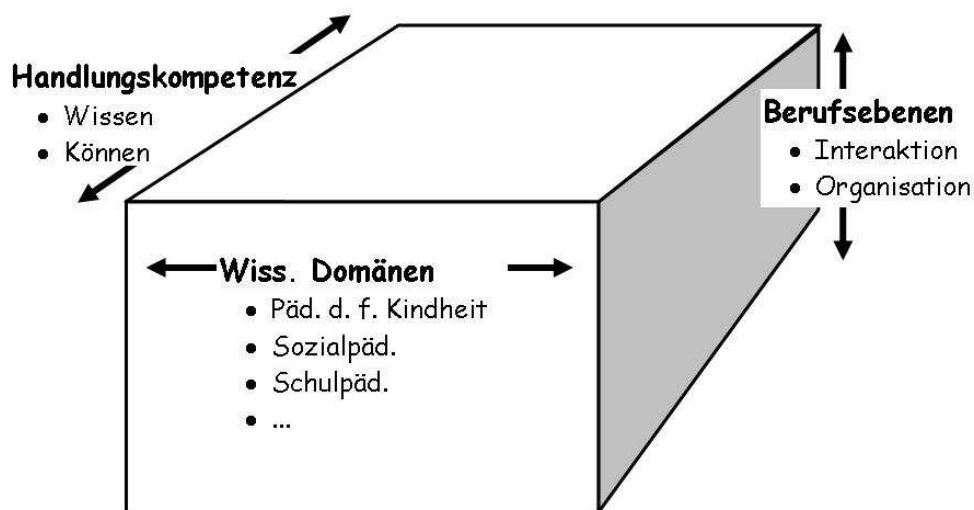 Handlungskompetenz
• Wissen
• Können
Berufsebenen
• Interaktion
• Organisation
Wiss. Domänen
• Päd. d. f. Kindheit
• Sozialpäd.
• Schulpäd.
• ...